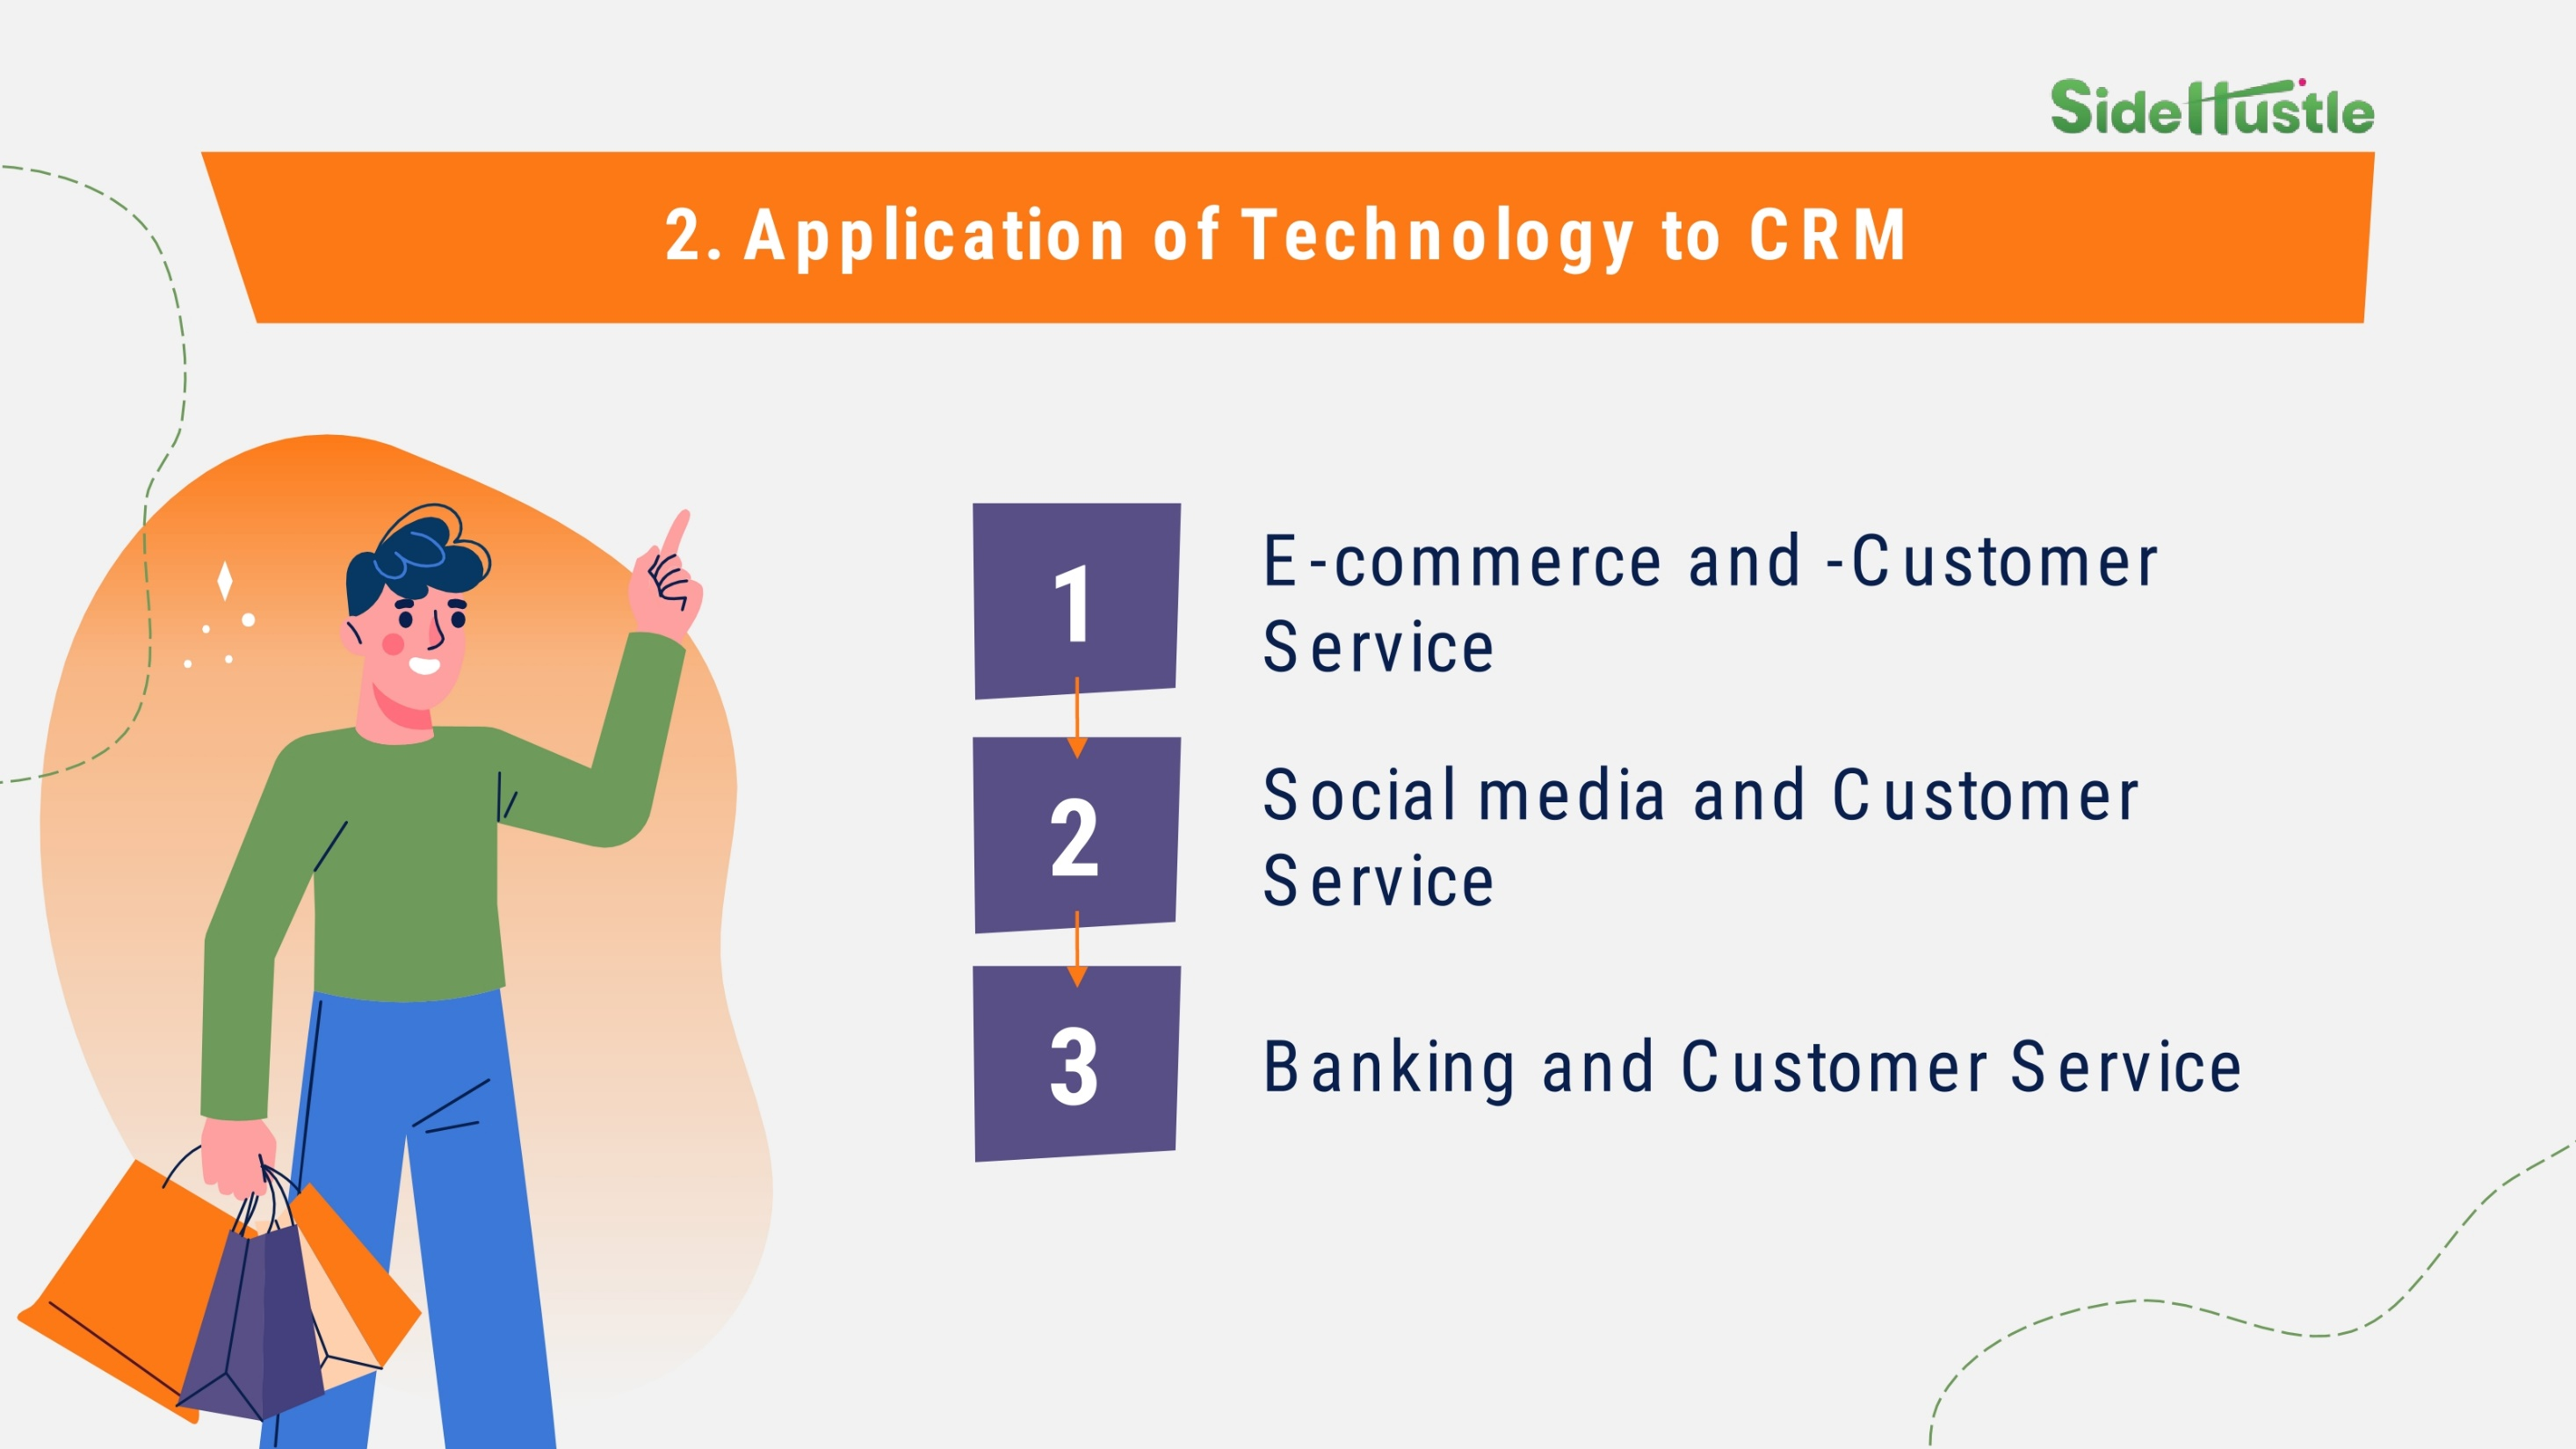 SideHustle
2. Application of Technology to CRM
1
E-commerce and -Customer
Service
2
Social media and Customer
Service
3
Banking and Customer Service